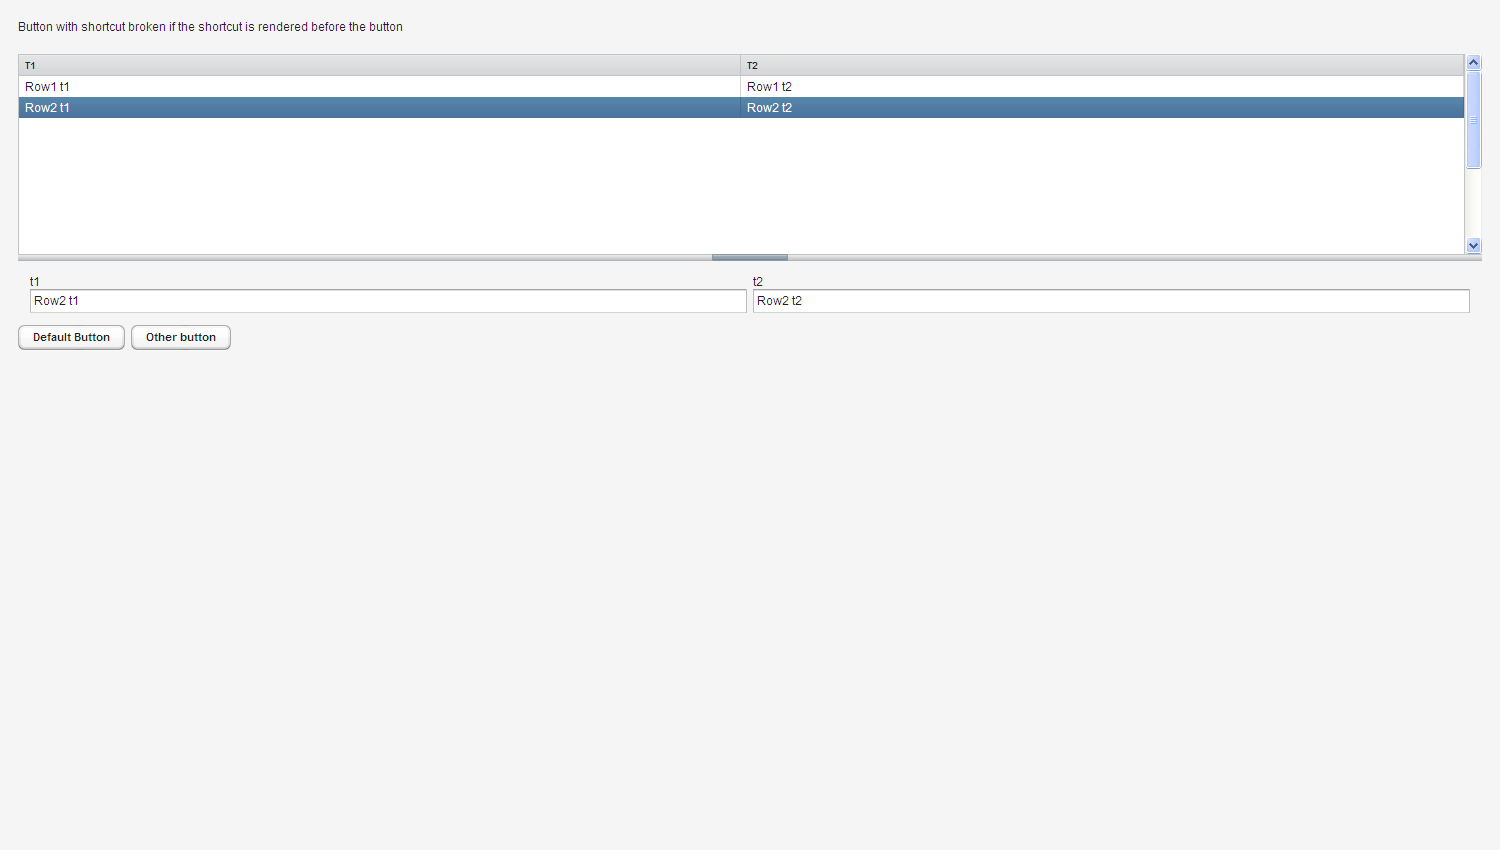 Button with shortcut broken if the shortcut is rendered before the button
T1 T2
Row1 t1 Row1 t2
Row2 t1 Row2 t2
t1 t2
Row2 t1 Row2 t2
Default Button Other button